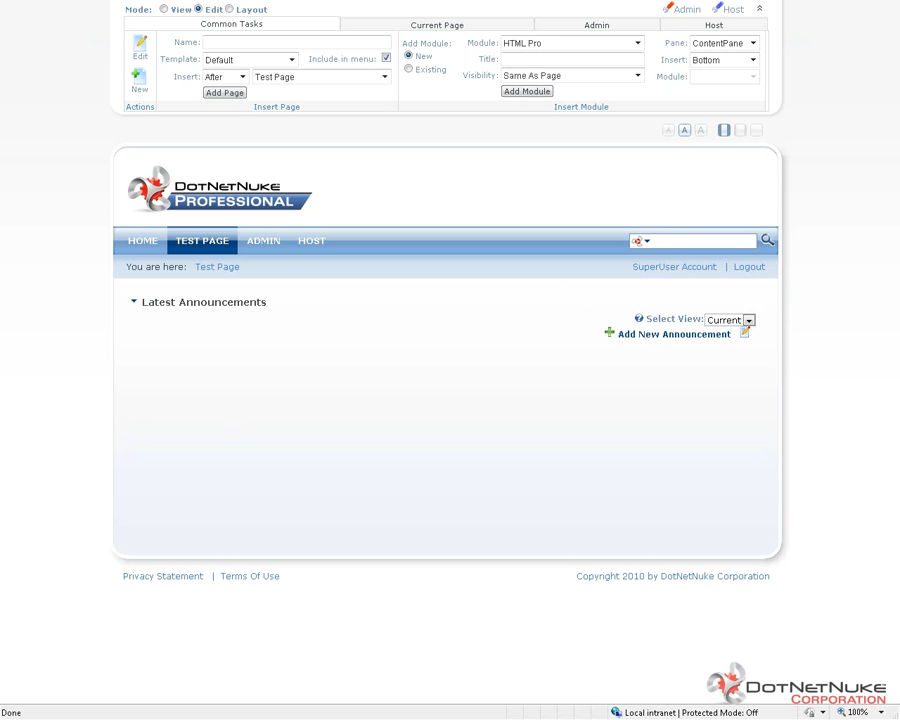 Mode: View Edit Layout Admin Host
Common Tasks Current Page Admin Host
Edit
New
Actions
Name:
Template: Default Include in menu:
Insert: After Test Page
Add Page
Insert Page
Add Module: Module: HTML Pro Pane: ContentPane
New Title: Insert: Bottom
Existing Visibility: Same As Page Module:
Add Module
Insert Module
A A A
DOTNETNUKE
PROFESSIONAL
HOME TEST PAGE ADMIN HOST
You are here: Test Page SuperUser Account | Logout
Latest Announcements
Select View: Current
Add New Announcement
Privacy Statement | Terms Of Use Copyright 2010 by DotNetNuke Corporation
DOTNETNUKE
CORPORATION
Done Local intranet | Protected Mode: Off 100%